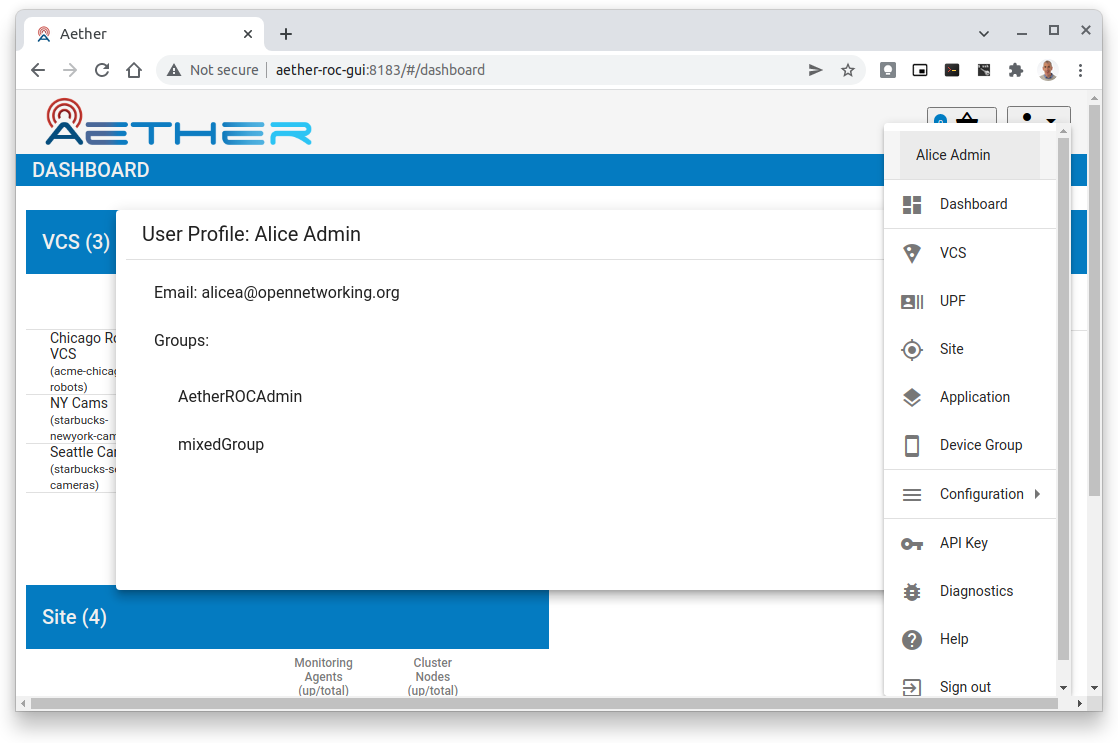 Aether
Not secure
aether-roc-gui:8183/#/dashboard
AETHER
DASHBOARD
Alice Admin
Dashboard
VCS
UPF
Site
Application
Device Group
Configuration
API Key
Diagnostics
Help
Sign out
VCS (3)
User Profile: Alice Admin
Email: alicea@opennetworking.org
Groups:
AetherROCAdmin
mixedGroup
Chicago Ro
VCS
(acme-chica
robots)
NY Cams
(starbucks-
newyork-cam
Seattle Ca
(starbucks-s
cameras)
Site (4)
Monitoring
Agents
(up/total)
Cluster
Nodes
(up/total)